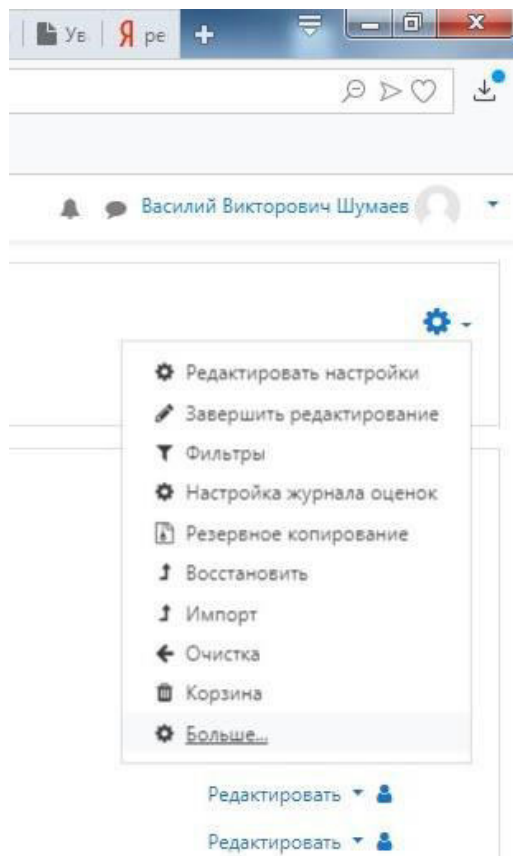 Ув Я ре
Василий Викторович Шумаев
Редактировать настройки
Завершить редактирование
Фильтры
Настройка журнала оценок
Резервное копирование
Восстановить
Импорт
Очистка
Корзина
Больше...
Редактировать
Редактировать